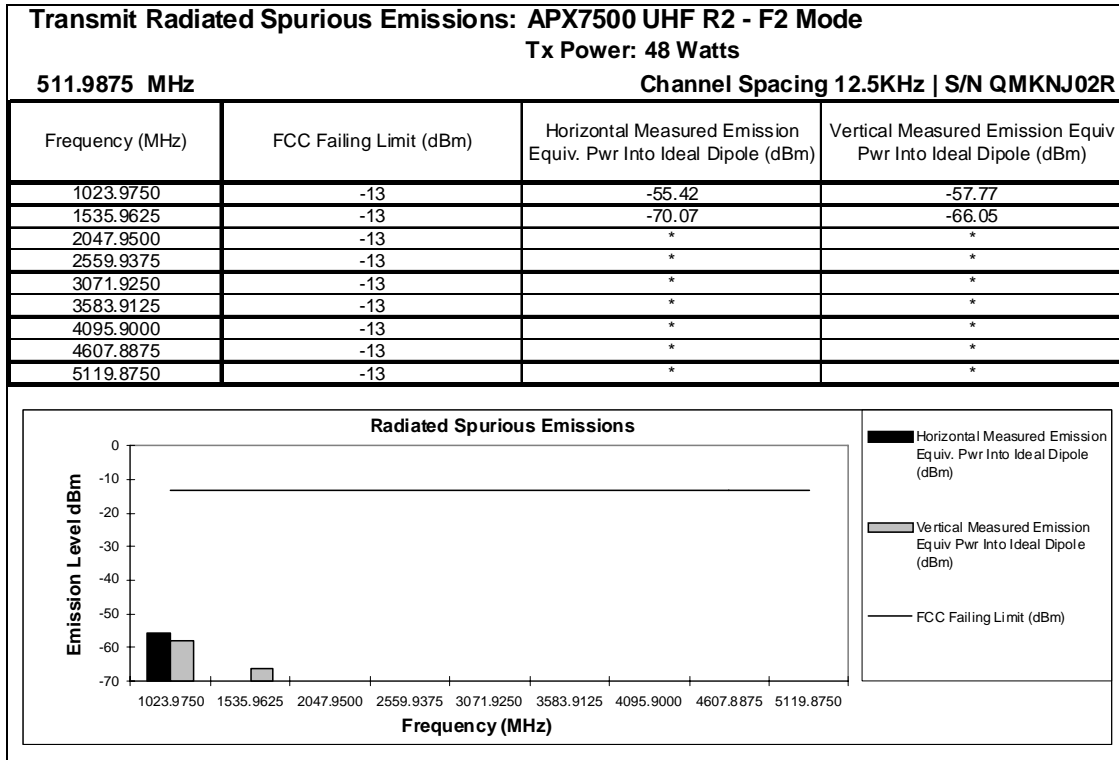 Transmit Radiated Spurious Emissions: APX7500 UHF R2 - F2 Mode
Tx Power: 48 Watts
511.9875 MHz Channel Spacing 12.5KHz | S/N QMKNJ02R
Frequency (MHz) FCC Failing Limit (dBm) Horizontal Measured Emission Equiv. Pwr Into Ideal Dipole (dBm) Vertical Measured Emission Equiv Pwr Into Ideal Dipole (dBm)
1023.9750 -13 -55.42 -57.77
1535.9625 -13 -70.07 -66.05
2047.9500 -13 * *
2559.9375 -13 * *
3071.9250 -13 * *
3583.9125 -13 * *
4095.9000 -13 * *
4607.8875 -13 * *
5119.8750 -13 * *
Radiated Spurious Emissions
Emission Level dBm
0
-10
-20
-30
-40
-50
-60
-70
1023.9750 1535.9625 2047.9500 2559.9375 3071.9250 3583.9125 4095.9000 4607.8875 5119.8750
Frequency (MHz)
Horizontal Measured Emission
Equiv. Pwr Into Ideal Dipole
(dBm)
Vertical Measured Emission
Equiv Pwr Into Ideal Dipole
(dBm)
FCC Failing Limit (dBm)